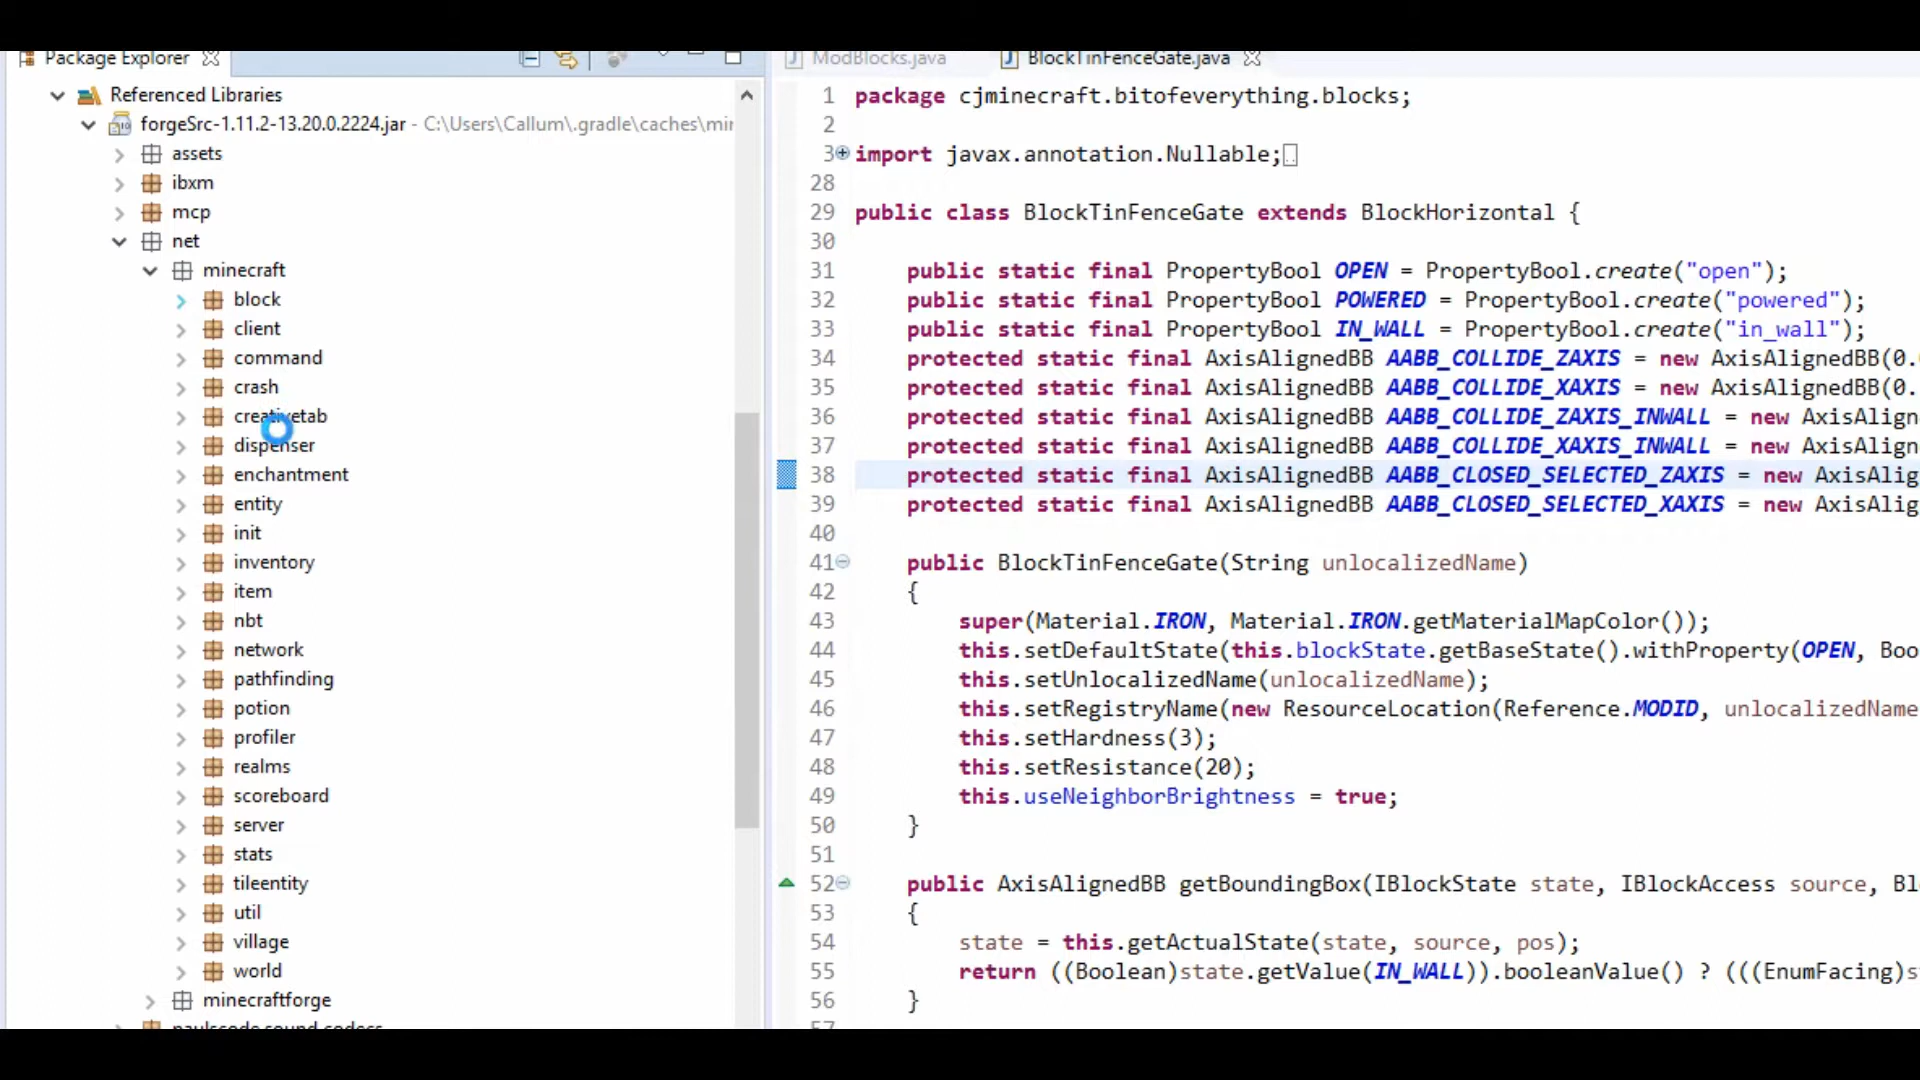 Package Explorer
Referenced Libraries
forgeSrc-1.11.2-13.20.0.2224.jar - C:\Users\Callum\.gradle\caches\mi
assets
ibxm
mcp
net
minecraft
block
client
command
crash
creativetab
dispenser
enchantment
entity
init
inventory
item
nbt
network
pathfinding
potion
profiler
realms
scoreboard
server
stats
tileentity
util
village
world
minecraftforge
paulscode.sound.codecs
ModBlocks.java
BlockTinFenceGate.java
1 package cjminecraft.bitofeverything.blocks;
2
3 import javax.annotation.Nullable;
28
29 public class BlockTinFenceGate extends BlockHorizontal {
30
31 public static final PropertyBool OPEN = PropertyBool.create("open");
32 public static final PropertyBool POWERED = PropertyBool.create("powered");
33 public static final PropertyBool IN_WALL = PropertyBool.create("in_wall");
34 protected static final AxisAlignedBB AABB_COLLIDE_ZAXIS = new AxisAlignedBB(0.
35 protected static final AxisAlignedBB AABB_COLLIDE_XAXIS = new AxisAlignedBB(0.
36 protected static final AxisAlignedBB AABB_COLLIDE_ZAXIS_INWALL = new AxisAlign
37 protected static final AxisAlignedBB AABB_COLLIDE_XAXIS_INWALL = new AxisAlign
38 protected static final AxisAlignedBB AABB_CLOSED_SELECTED_ZAXIS = new AxisAlig
39 protected static final AxisAlignedBB AABB_CLOSED_SELECTED_XAXIS = new AxisAlig
40
41 public BlockTinFenceGate(String unlocalizedName)
42 {
43 super(Material.IRON, Material.IRON.getMaterialMapColor());
44 this.setDefaultState(this.blockState.getBaseState().withProperty(OPEN, Boo
45 this.setUnlocalizedName(unlocalizedName);
46 this.setRegistryName(new ResourceLocation(Reference.MODID, unlocalizedName
47 this.setHardness(3);
48 this.setResistance(20);
49 this.useNeighborBrightness = true;
50 }
51
52 public AxisAlignedBB getBoundingBox(IBlockState state, IBlockAccess source, Bl
53 {
54 state = this.getActualState(state, source, pos);
55 return ((Boolean)state.getValue(IN_WALL)).booleanValue() ? (((EnumFacing)s
56 }
57